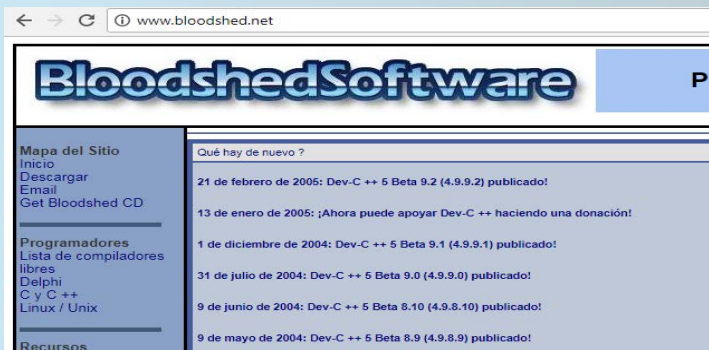 www.bloodshed.net
BloodshedSoftware
P
Mapa del Sitio
Inicio
Descargar
Email
Get Bloodshed CD
Programadores
Lista de compiladores
libres
Delphi
C y C ++
Linux / Unix
Recursos
Qué hay de nuevo ?
21 de febrero de 2005: Dev-C ++ 5 Beta 9.2 (4.9.9.2) publicado!
13 de enero de 2005: ¡Ahora puede apoyar Dev-C ++ haciendo una donación!
1 de diciembre de 2004: Dev-C ++ 5 Beta 9.1 (4.9.9.1) publicado!
31 de julio de 2004: Dev-C ++ 5 Beta 9.0 (4.9.9.0) publicado!
9 de junio de 2004: Dev-C ++ 5 Beta 8.10 (4.9.8.10) publicado!
9 de mayo de 2004: Dev-C ++ 5 Beta 8.9 (4.9.8.9) publicado!